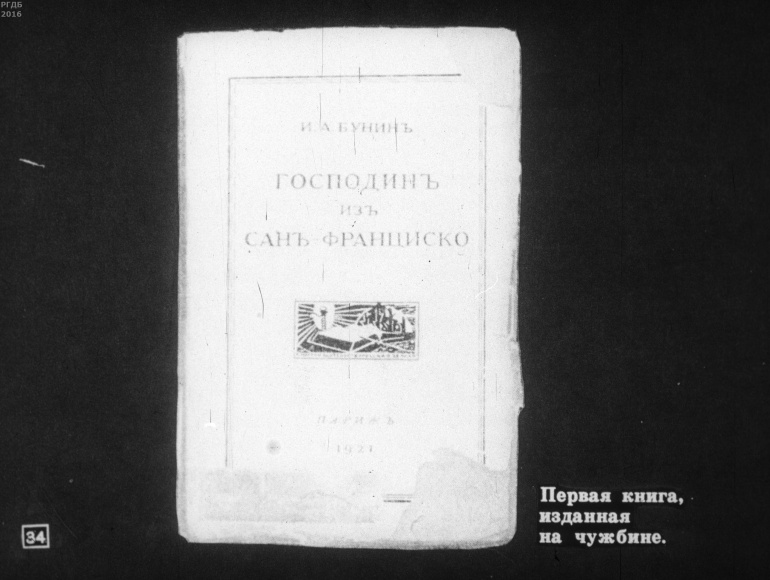 РГДБ
2016
И. А. БУНИНЪ
ГОСПОДИНЪ
ИЗЪ
САНЪ-ФРАНЦИСКО
ПАРИЖЪ
1921
34
Первая книга,
изданная
на чужбине.